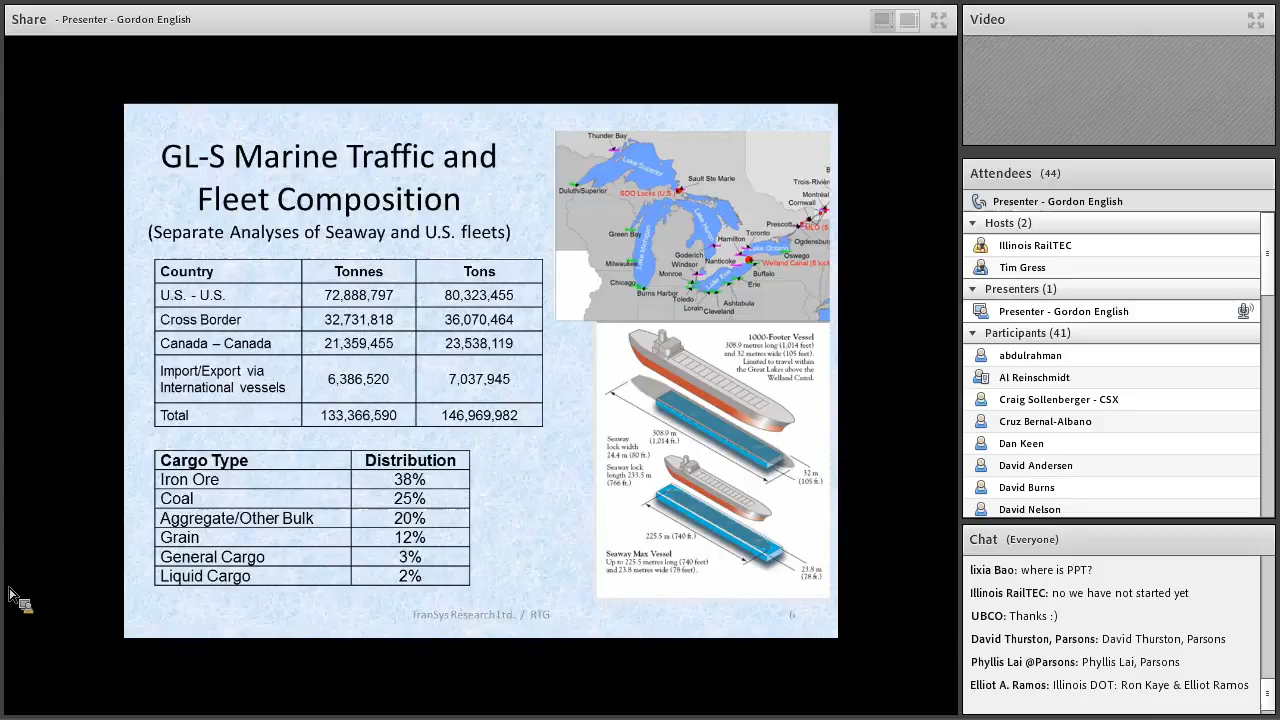 Share - Presenter - Gordon English
GL-S Marine Traffic and
Fleet Composition
(Separate Analyses of Seaway and U.S. fleets)
Country Tonnes Tons
U.S. - U.S. 72,888,797 80,323,455
Cross Border 32,731,818 36,070,464
Canada – Canada 21,359,455 23,538,119
Import/Export via
International vessels 6,386,520 7,037,945
Total 133,366,590 146,969,982
Cargo Type Distribution
Iron Ore 38%
Coal 25%
Aggregate/Other Bulk 20%
Grain 12%
General Cargo 3%
Liquid Cargo 2%
Thunder Bay
Lake Superior
Duluth/Superior
Sault Ste Marie
SOO Locks (U.S.
Trois-Riviér
Montréal
Cornwall
Prescott
Ogdensbu
Green Bay
Lake Michigan
Toronto
Hamilton
Lake Ontario
Oswego
Goderich
Nanticoke
Welland Canal (8 lock
Milwaukee
Windsor
Monroe
Buffalo
Lake Erie
Erie
Chicago
Burns Harbor
Toledo
Ashtabula
Lorain
Cleveland
1000-Footer Vessel
308.9 metres long (1,014 feet)
and 32 metres wide (105 feet).
Limited to travel within
the Great Lakes above the
Welland Canal.
308.9 m
(1,014 ft.)
Seaway
lock width
24.4 m (80 ft.)
Seaway lock
length 233.5 m
(766 ft.)
32 m
(105 ft.)
225.5 m (740 ft.)
Seaway Max Vessel
Up to 225.5 metres long (740 feet)
and 23.8 metres wide (78 feet).
23.8 m
(78 ft.)
TranSys Research Ltd. / RTG
6
Video
Attendees (44)
Presenter - Gordon English
Hosts (2)
Illinois RailTEC
Tim Gress
Presenters (1)
Presenter - Gordon English
Participants (41)
abdulrahman
Al Reinschmidt
Craig Sollenberger - CSX
Cruz Bernal-Albano
Dan Keen
David Andersen
David Burns
David Nelson
Chat (Everyone)
lixia Bao: where is PPT?
Illinois RailTEC: no we have not started yet
UBCO: Thanks :)
David Thurston, Parsons: David Thurston, Parsons
Phyllis Lai @Parsons: Phyllis Lai, Parsons
Elliot A. Ramos: Illinois DOT: Ron Kaye & Elliot Ramos